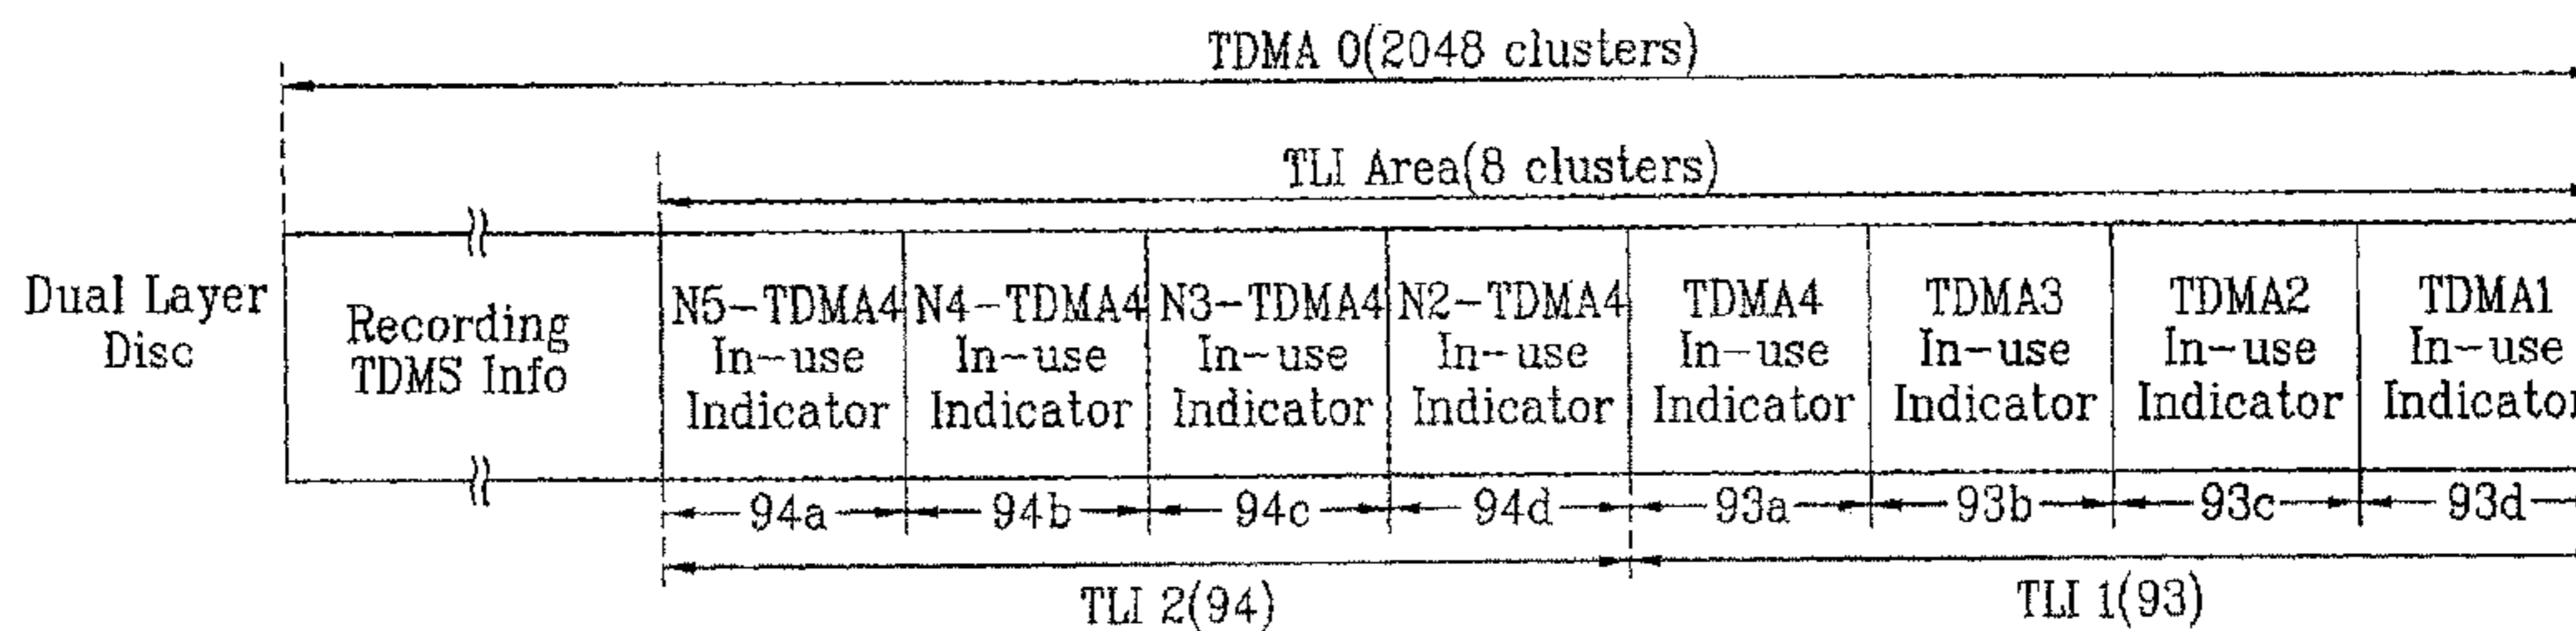 TDMA 0(2048 clusters)
TLI Area(8 clusters)
Dual Layer
Disc
Recording
TDMS Info
N5-TDMA4
In-use
Indicator
N4-TDMA4
In-use
Indicator
N3-TDMA4
In-use
Indicator
N2-TDMA4
In-use
Indicator
TDMA4
In-use
Indicator
TDMA3
In-use
Indicator
TDMA2
In-use
Indicator
TDMA1
In-use
Indicator
94a
94b
94c
94d
93a
93b
93c
93d
TLI 2(94)
TLI 1(93)